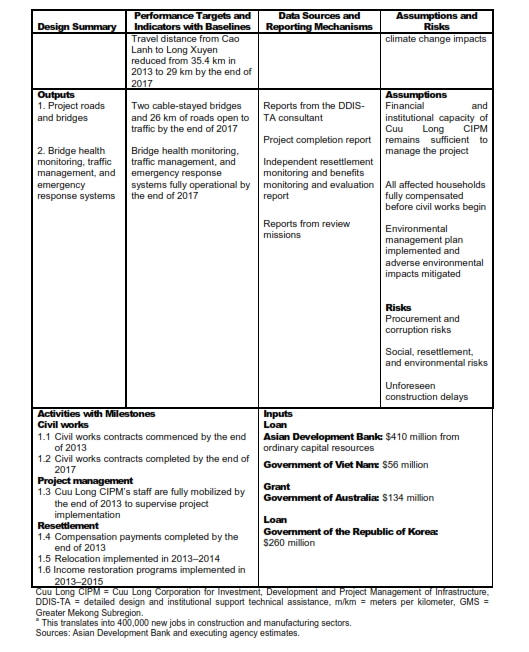 Design Summary
Performance Targets and
Indicators with Baselines
Data Sources and
Reporting Mechanisms
Assumptions and
Risks
Travel distance from Cao
Lanh to Long Xuyen
reduced from 35.4 km in
2013 to 29 km by the end of
2017
climate change impacts
Outputs
1. Project roads
and bridges
2. Bridge health
monitoring, traffic
management, and
emergency
response systems
Two cable-stayed bridges
and 26 km of roads open to
traffic by the end of 2017
Bridge health monitoring,
traffic management, and
emergency response
systems fully operational by
the end of 2017
Reports from the DDIS-
TA consultant
Project completion report
Independent resettlement
monitoring and benefits
monitoring and evaluation
report
Reports from review
missions
Assumptions
Financial and
institutional capacity of
Cuu Long CIPM
remains sufficient to
manage the project
All affected households
fully compensated
before civil works begin
Environmental
management plan
implemented and
adverse environmental
impacts mitigated
Risks
Procurement and
corruption risks
Social, resettlement,
and environmental risks
Unforeseen
construction delays
Activities with Milestones
Civil works
1.1 Civil works contracts commenced by the end
of 2013
1.2 Civil works contracts completed by the end of
2017
Project management
1.3 Cuu Long CIPM's staff are fully mobilized by
the end of 2013 to supervise project
implementation
Resettlement
1.4 Compensation payments completed by the
end of 2013
1.5 Relocation implemented in 2013–2014
1.6 Income restoration programs implemented in
2013–2015
Inputs
Loan
Asian Development Bank: $410 million from
ordinary capital resources
Government of Viet Nam: $56 million
Grant
Government of Australia: $134 million
Loan
Government of the Republic of Korea:
$260 million
Cuu Long CIPM = Cuu Long Corporation for Investment, Development and Project Management of Infrastructure,
DDIS-TA = detailed design and institutional support technical assistance, m/km = meters per kilometer, GMS =
Greater Mekong Subregion.
a This translates into 400,000 new jobs in construction and manufacturing sectors.
Sources: Asian Development Bank and executing agency estimates.